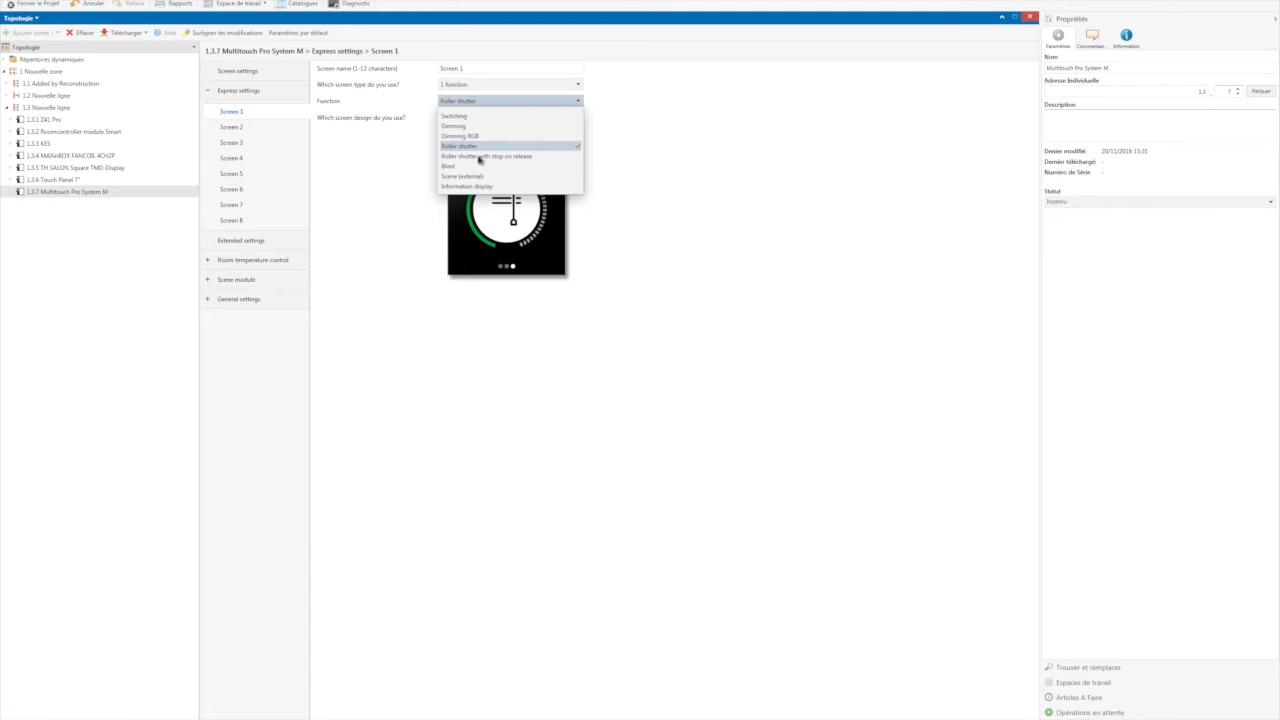 Fermer le Projet Annuler Refaire Rapports Espace de travail Catalogues Diagnostic
Topologie
Ajouter zones Effacer Télécharger Aide Surligner les modifications Paramètres par défaut
Topologie
Répertoires dynamiques
1 Nouvelle zone
1.1 Added by Reconstruction
1.2 Nouvelle ligne
1.3 Nouvelle ligne
1.3.1 Z41 Pro
1.3.2 Roomcontroller module Smart
1.3.3 KES
1.3.4 MAXinBOX FANCOIL 4CH2P
1.3.5 TH SALON Square TMD-Display
1.3.6 Touch Panel 7"
1.3.7 Multitouch Pro System M
1.3.7 Multitouch Pro System M > Express settings > Screen 1
Screen settings
Express settings
Screen 1
Screen 2
Screen 3
Screen 4
Screen 5
Screen 6
Screen 7
Screen 8
Extended settings
Room temperature control
Scene module
General settings
Screen name (1-13 characters) Screen 1
Which screen type do you use? 1 function
Function Roller shutter
Which screen design do you use?
Switching
Dimming
Dimming RGB
Roller shutter
Roller shutter with stop on release
Blind
Scene (external)
Information display
Propriétés
Paramètres Commentai... Information
Nom
Multitouch Pro System M
Adresse Individuelle
1.3 . 7 Parquer
Description
Denier modifié: 20/11/2016 15:31
Dernier téléchargé: -
Numéro de Série -
Statut
Inconnu
Trouver et remplacer
Espaces de travail
Articles A Faire
Opérations en attente